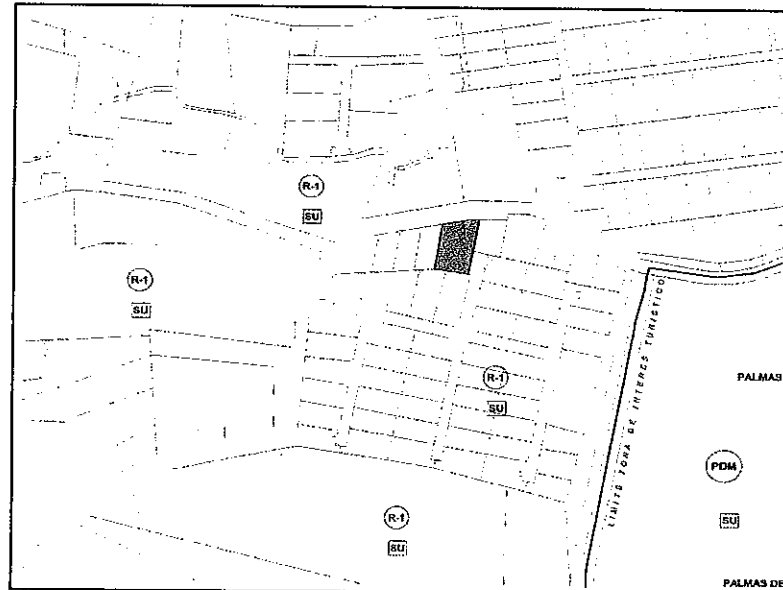 R-1
SU
R-1
SU
R-1
SU
R-1
SU
LIMITE ZONA DE INTERES TURISTICO
PALMAS
PDM
SU
PALMAS DE